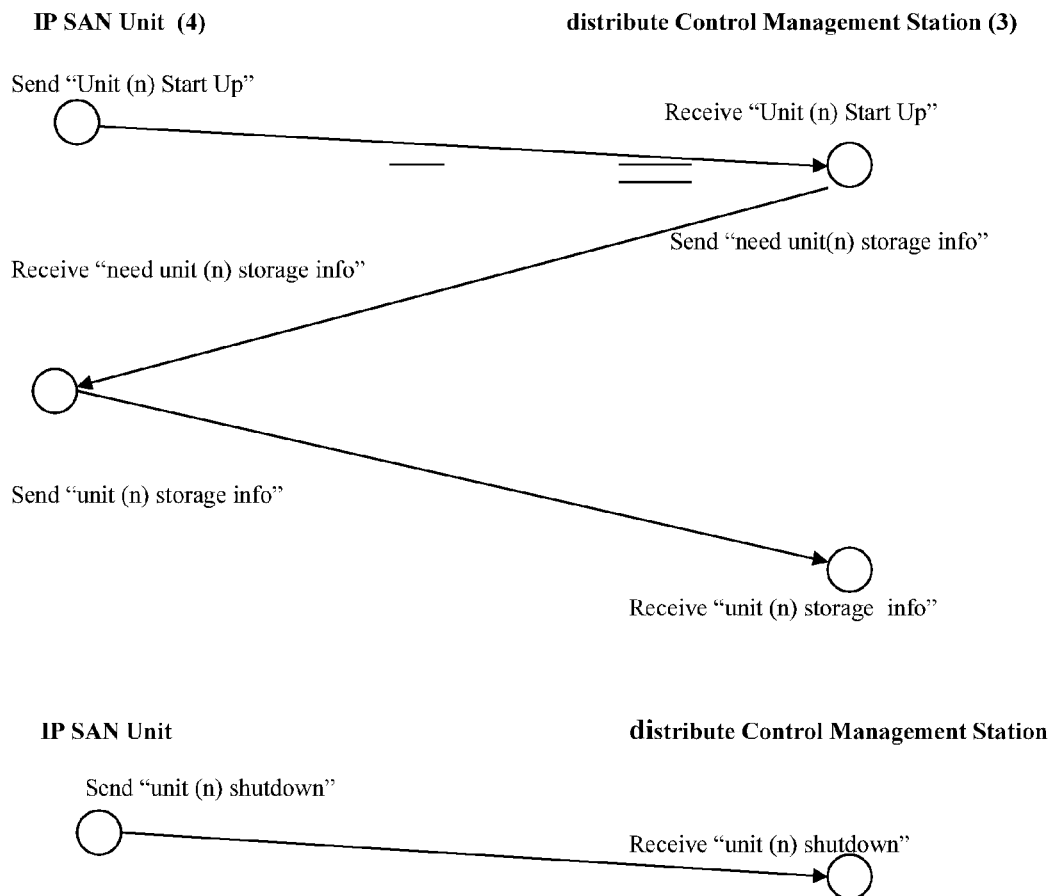 IP SAN Unit (4)
distribute Control Management Station (3)
Send “Unit (n) Start Up”
Receive “Unit (n) Start Up”
Send “need unit(n) storage info”
Receive “need unit (n) storage info”
Send “unit (n) storage info”
Receive “unit (n) storage info”
IP SAN Unit
distribute Control Management Station
Send “unit (n) shutdown”
Receive “unit (n) shutdown”